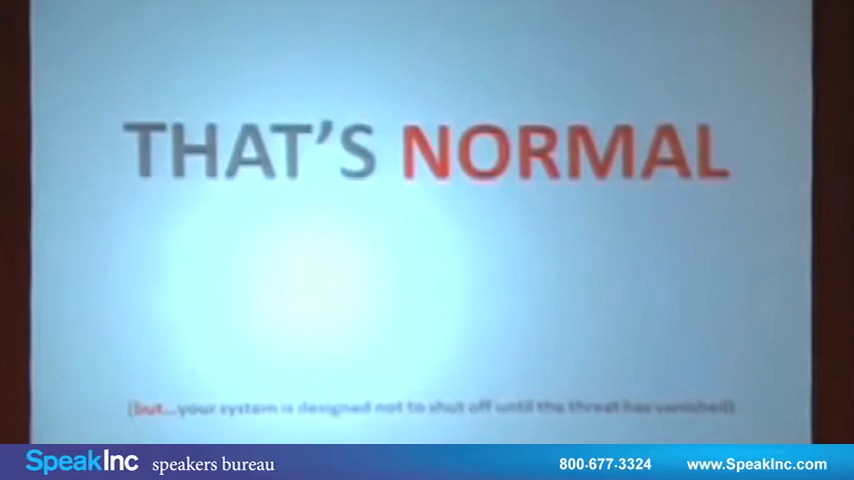 THAT'S NORMAL
(but...your system is designed not to shut off until the threat has vanished)
SpeakInc speakers bureau 800-677-3324 www.SpeakInc.com